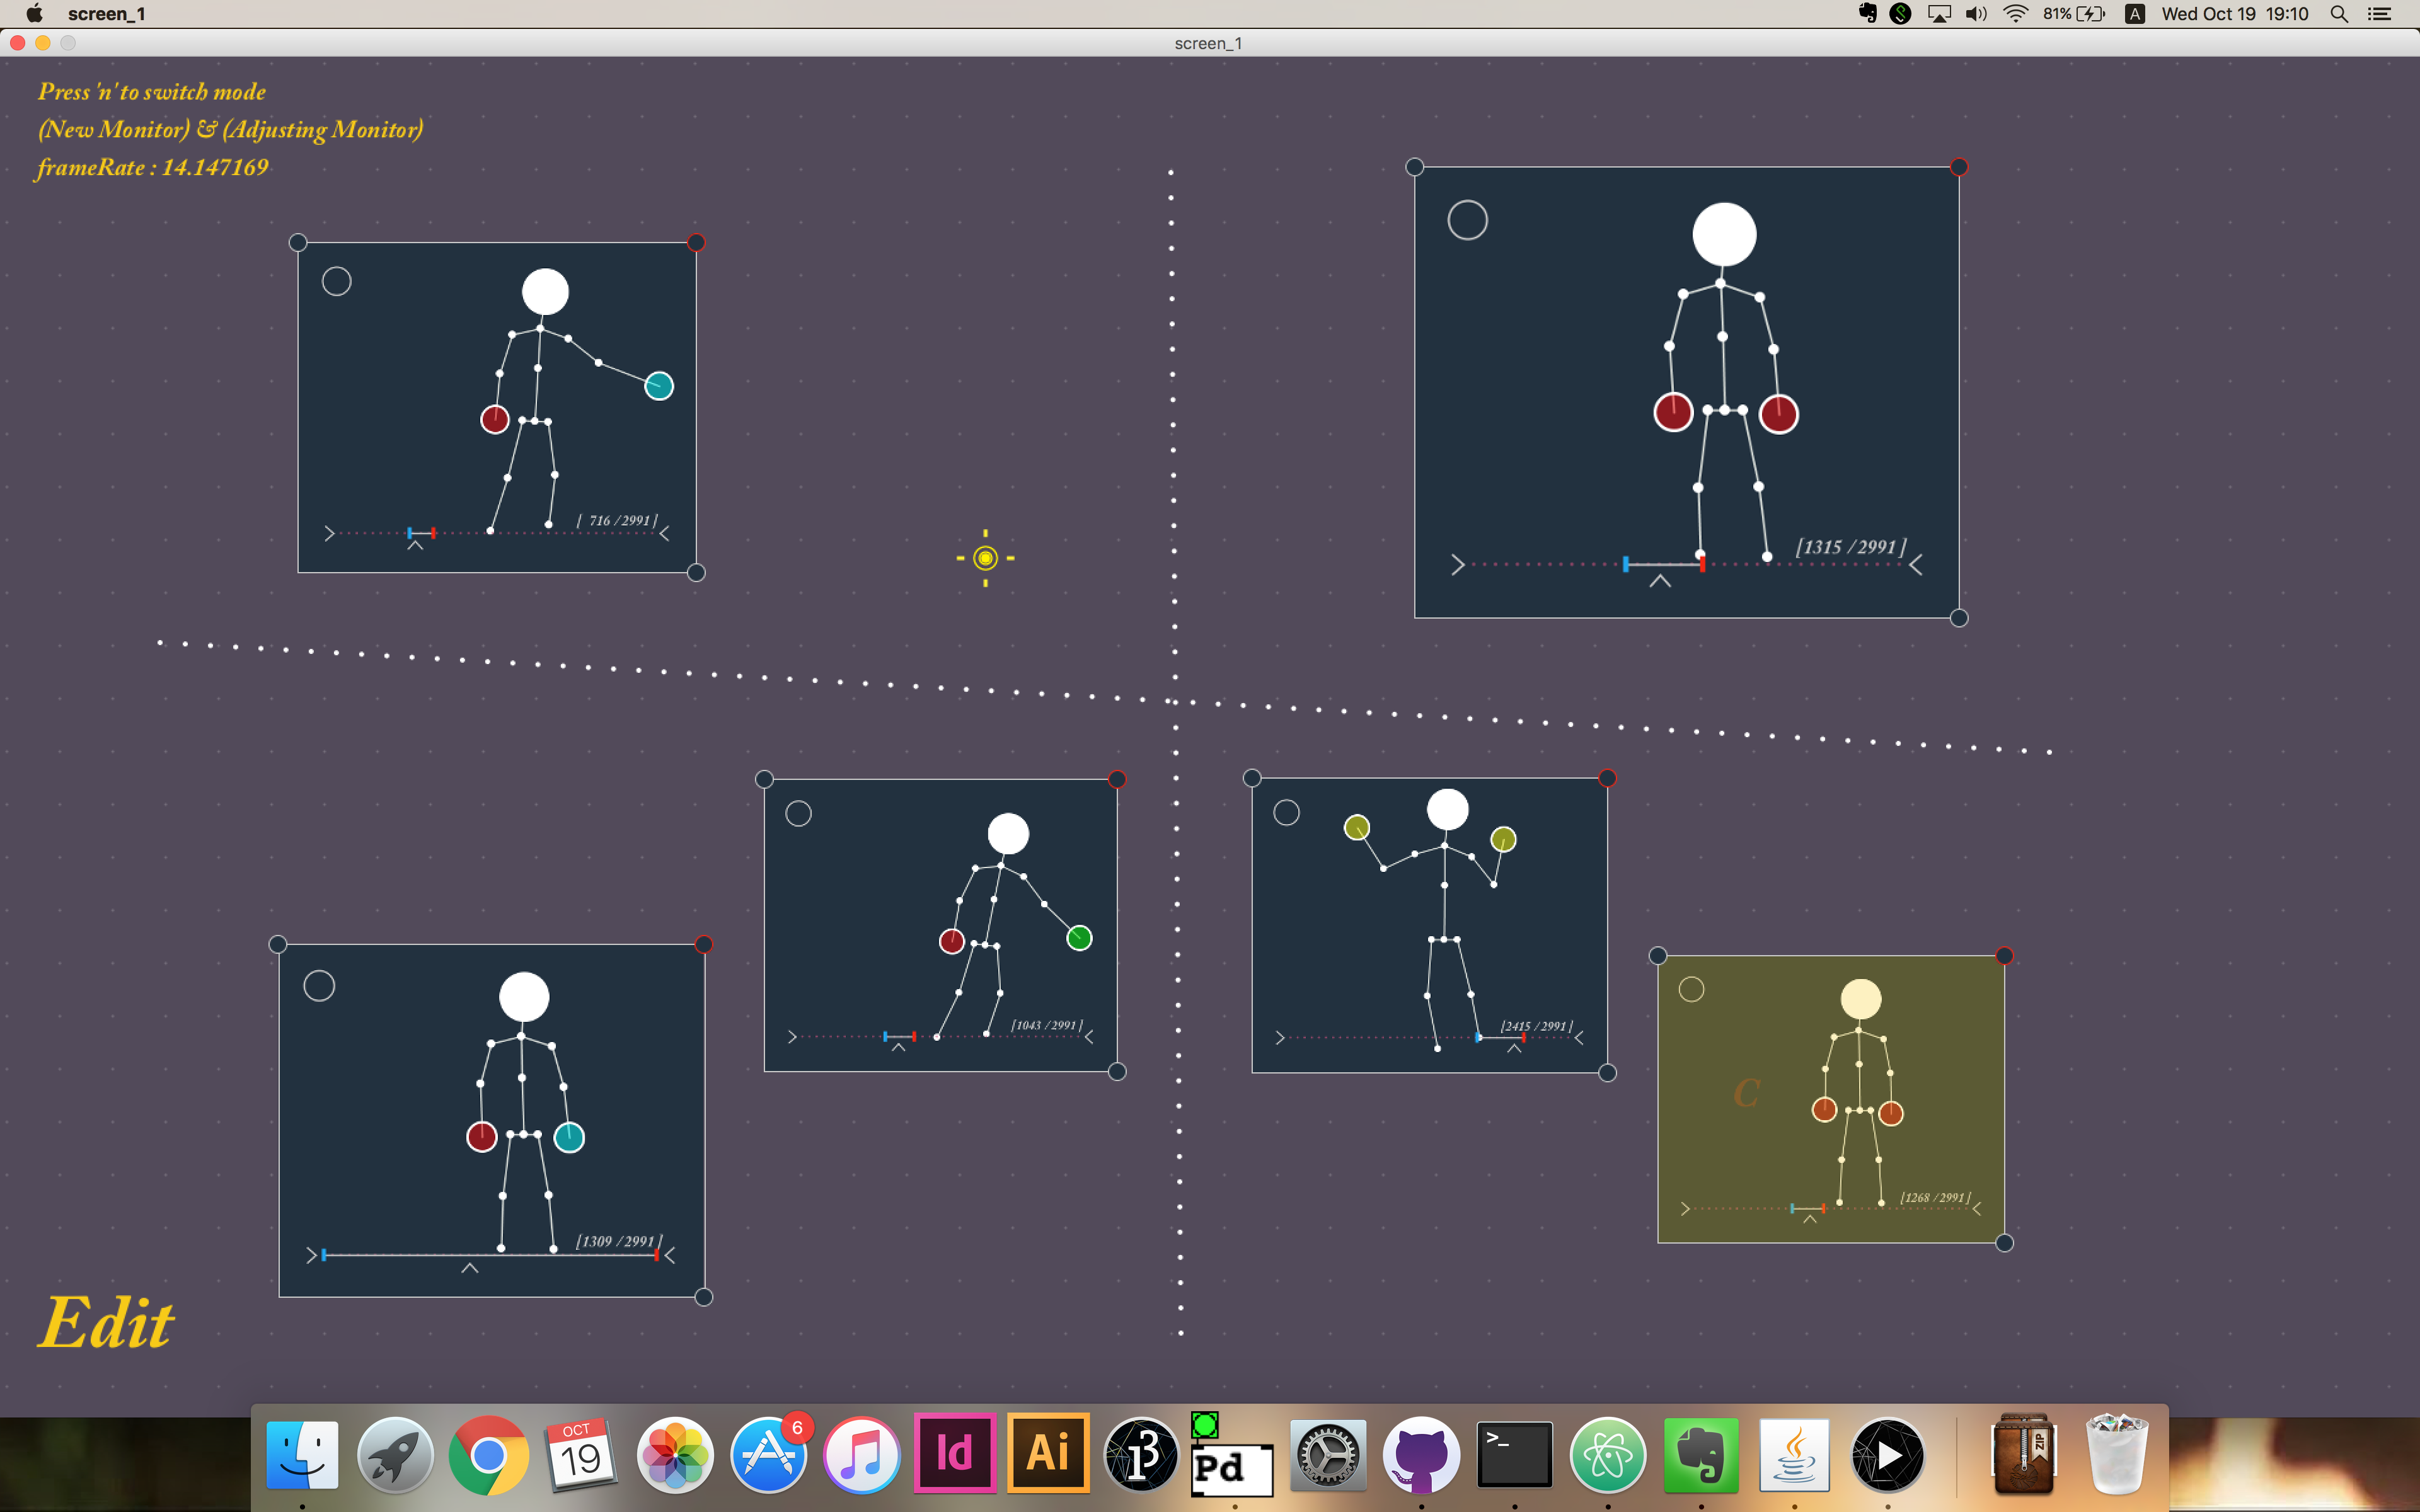 screen_1
81%
A
Wed Oct 19 19:10
screen_1
Press 'n' to switch mode
(New Monitor) & (Adjusting Monitor)
frameRate : 14.147169
[ 716 / 2991]
[1315 / 2991]
[1043 / 2991]
[2415 / 2991]
C
[1268 / 2991]
[1309 / 2991]
Edit
OCT
19
6
Id
Ai
3
Pd
>_
ZIP